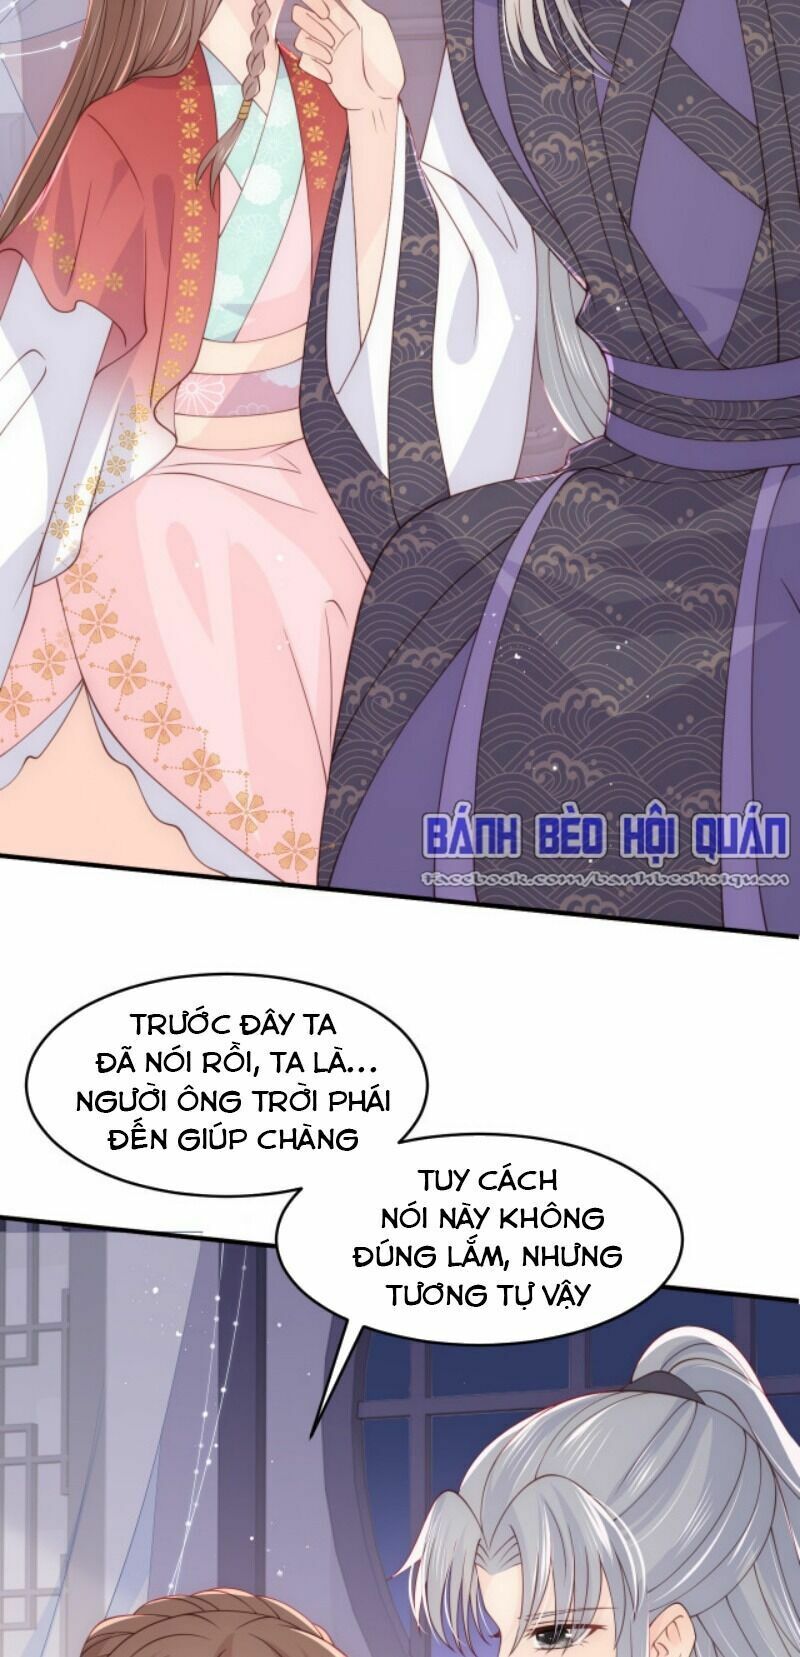 BÁNH BÈO HỘI QUÁN
Facebook.com/banhbeohoiquan
TRƯỚC ĐÂY TA
ĐÃ NÓI RỒI, TA LÀ...
NGƯỜI ÔNG TRỜI PHÁI
ĐẾN GIÚP CHÀNG
TUY CÁCH
NÓI NÀY KHÔNG
ĐÚNG LẮM, NHƯNG
TƯƠNG TỰ VẬY